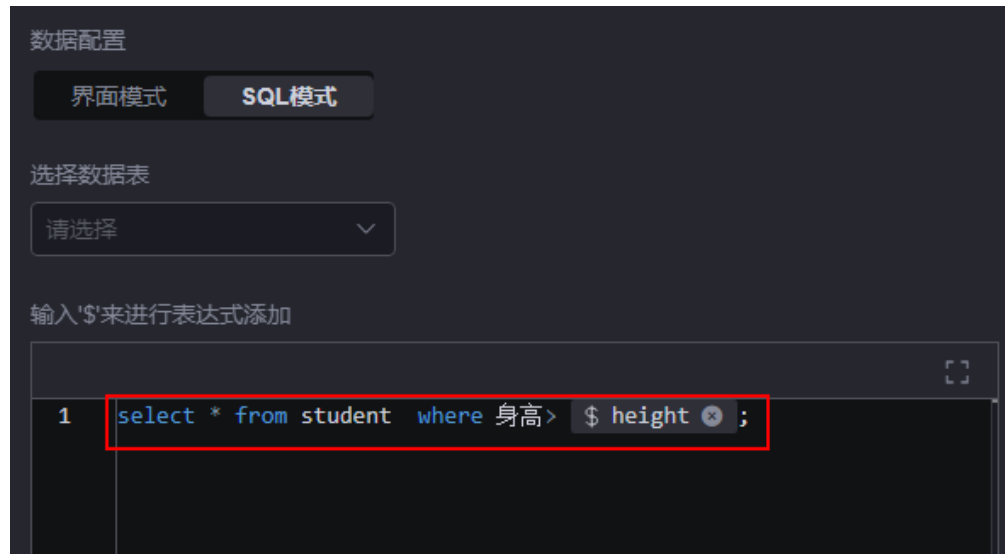 数据配置
界面模式 SQL模式
选择数据表
请选择
输入'$'来进行表达式添加
1 select * from student where 身高> $ height ;